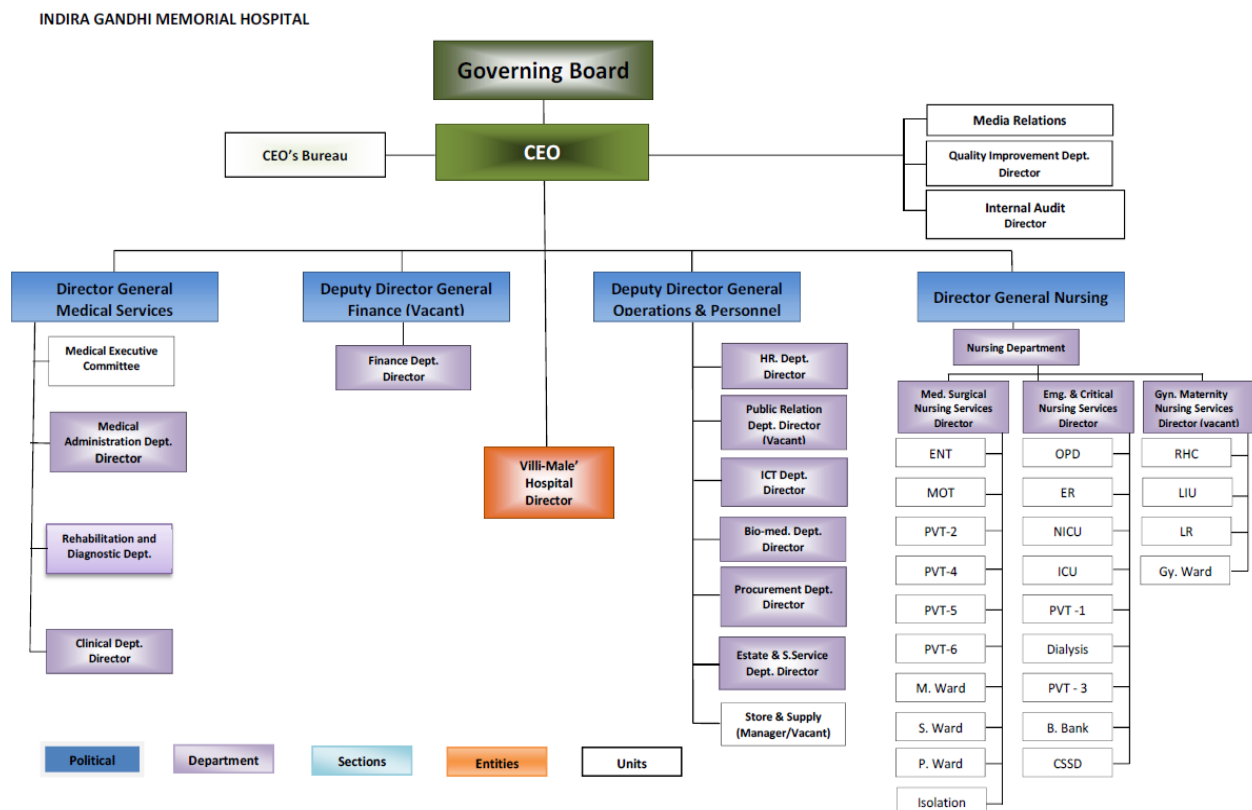 INDIRA GANDHI MEMORIAL HOSPITAL
Governing Board
CEO's Bureau
CEO
Media Relations
Quality Improvement Dept.
Director
Internal Audit
Director
Director General
Medical Services
Deputy Director General
Finance (Vacant)
Deputy Director General
Operations & Personnel
Director General Nursing
Medical Executive
Committee
Medical
Administration Dept.
Director
Rehabilitation and
Diagnostic Dept.
Clinical Dept.
Director
Finance Dept.
Director
Villi-Male'
Hospital
Director
HR. Dept.
Director
Public Relation
Dept. Director
(Vacant)
ICT Dept.
Director
Bio-med. Dept.
Director
Procurement Dept.
Director
Estate & S.Service
Dept. Director
Store & Supply
(Manager/Vacant)
Nursing Department
Med. Surgical
Nursing Services
Director
ENT
MOT
PVT-2
PVT-4
PVT-5
PVT-6
M. Ward
S. Ward
P. Ward
Isolation
Emg. & Critical
Nursing Services
Director
OPD
ER
NICU
ICU
PVT -1
Dialysis
PVT - 3
B. Bank
CSSD
Gyn. Maternity
Nursing Services
Director (vacant)
RHC
LIU
LR
Gy. Ward
Political
Department
Sections
Entities
Units